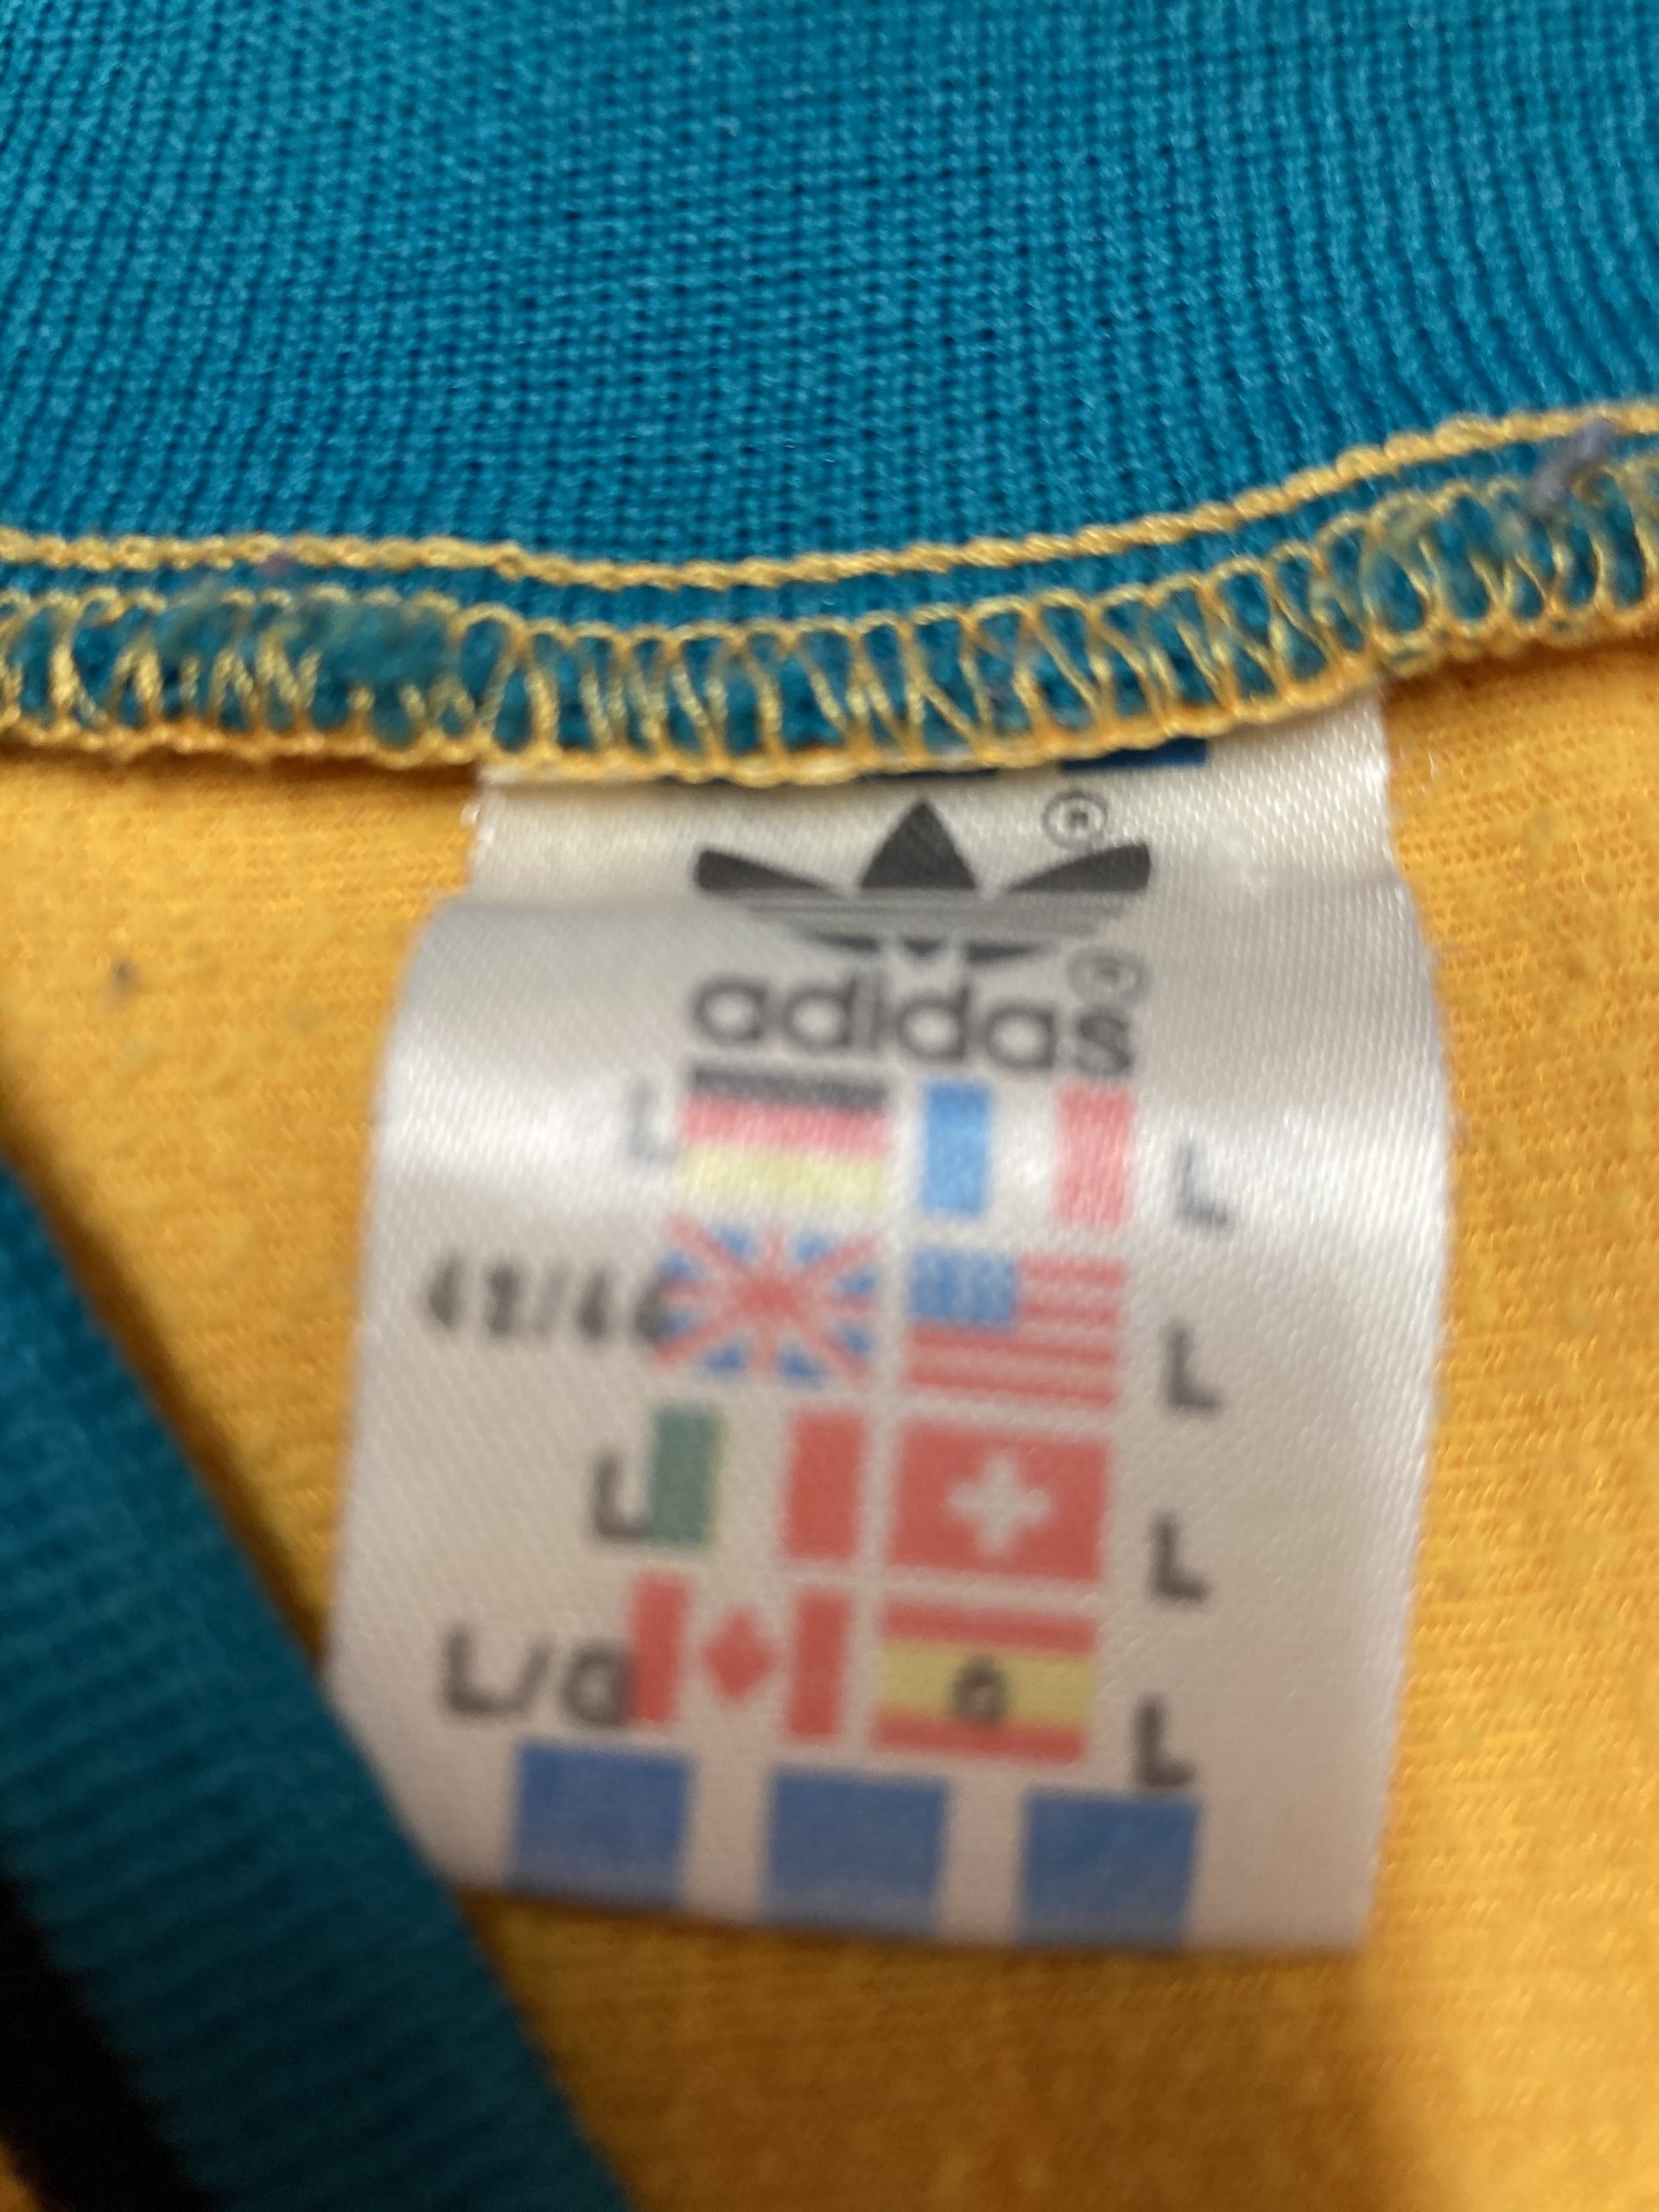 ®
adidas®
L L
42/44 L
L L
L/G G L